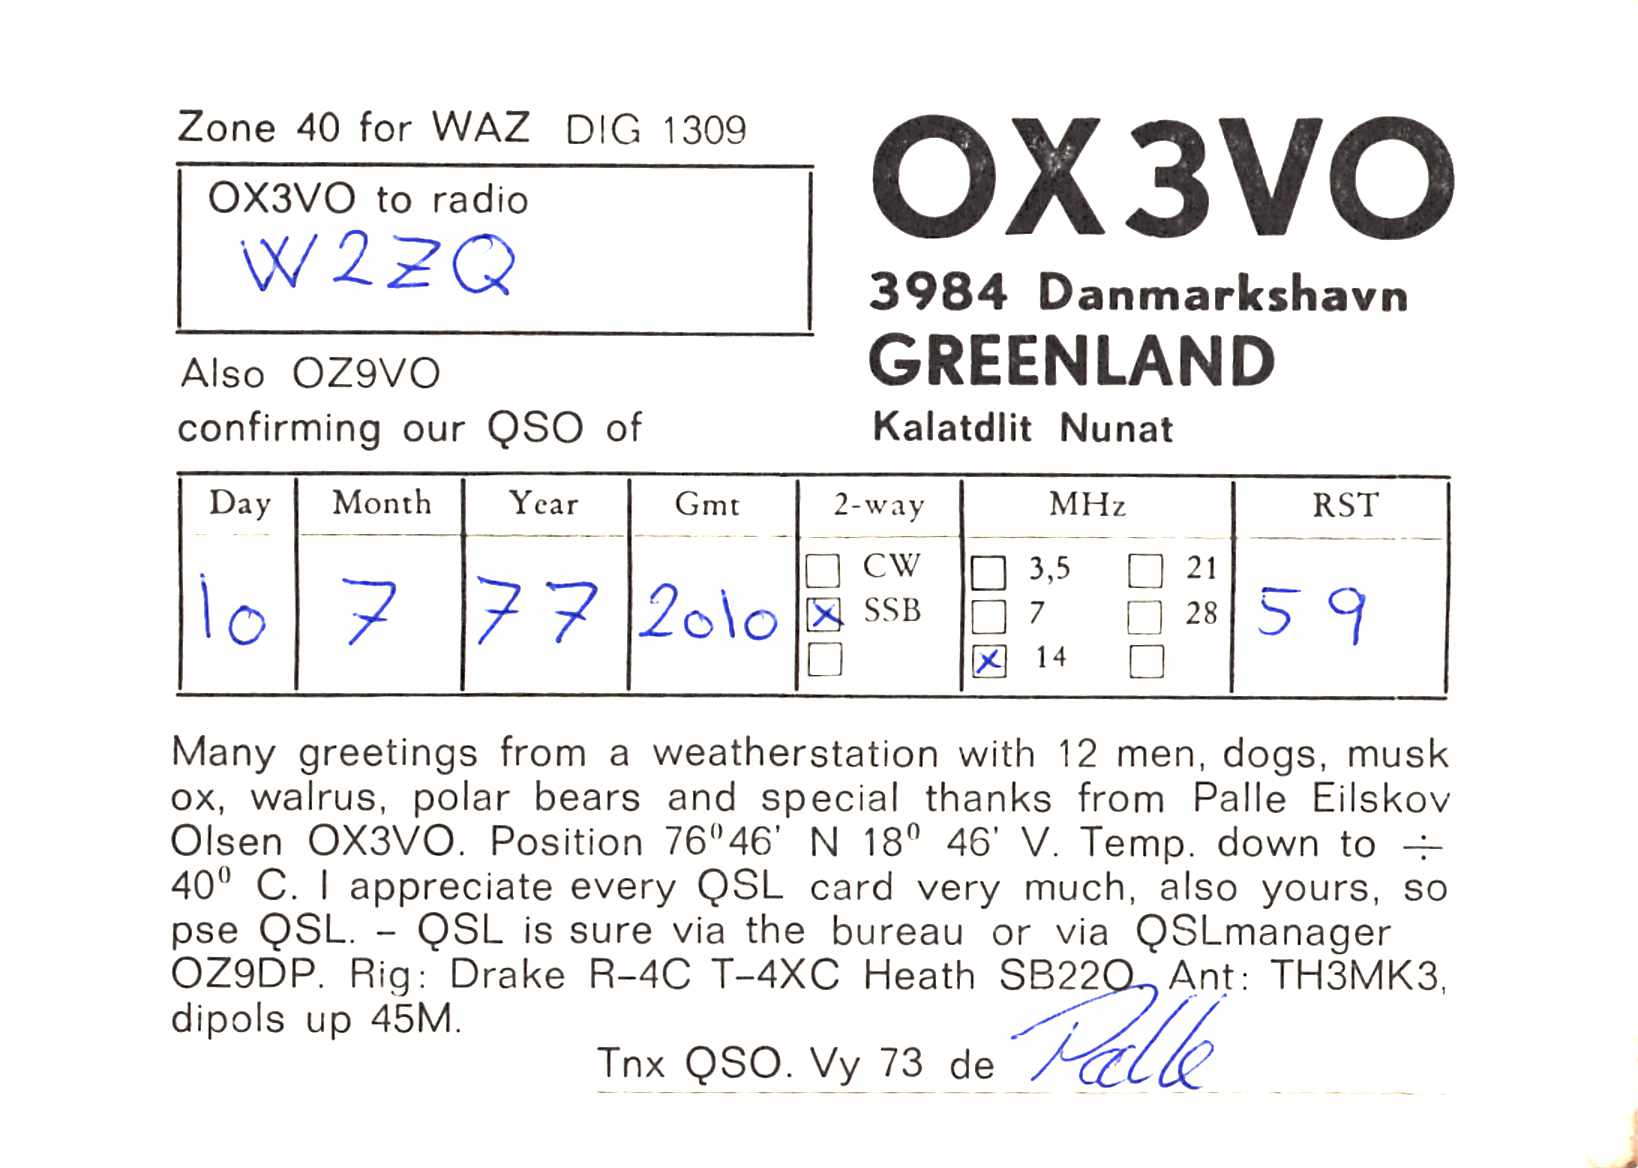 Zone 40 for WAZ DIG 1309
OX3VO to radio
W2ZQ
Also OZ9VO
confirming our QSO of
OX3VO
3984 Danmarkshavn
GREENLAND
Kalatdlit Nunat
Day Month Year Gmt 2-way MHz RST
CW 3,5 21
10 7 77 2010 x SSB 7 28 59
x 14
Many greetings from a weatherstation with 12 men, dogs, musk
ox, walrus, polar bears and special thanks from Palle Eilskov
Olsen OX3VO. Position 76⁰46' N 18⁰ 46' V. Temp. down to ÷
40⁰ C. I appreciate every QSL card very much, also yours, so
pse QSL. – QSL is sure via the bureau or via QSLmanager
OZ9DP. Rig: Drake R-4C T-4XC Heath SB22O, Ant: TH3MK3,
dipols up 45M.
Tnx QSO. Vy 73 de Palle